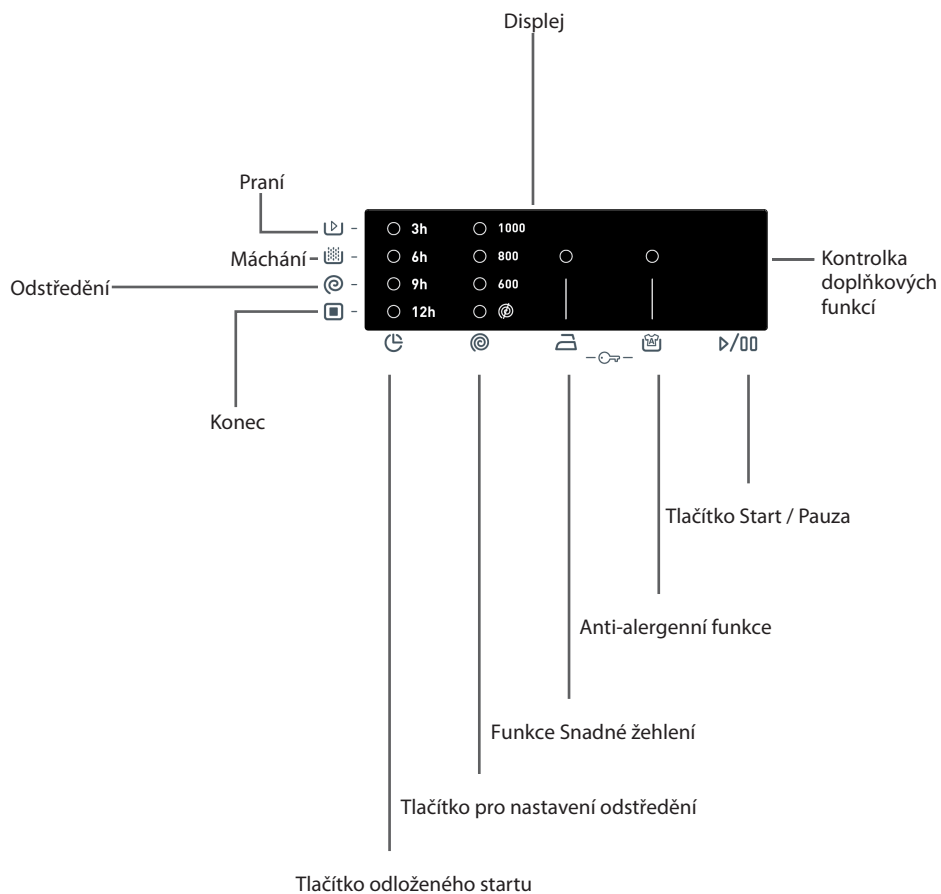 Displej
Praní
3h 1000
Máchání 6h 800
Kontrolka
doplňkových
funkcí
Odstředění 9h 600
12h
Konec
Tlačítko Start / Pauza
Anti-alergenní funkce
Funkce Snadné žehlení
Tlačítko pro nastavení odstředění
Tlačítko odloženého startu